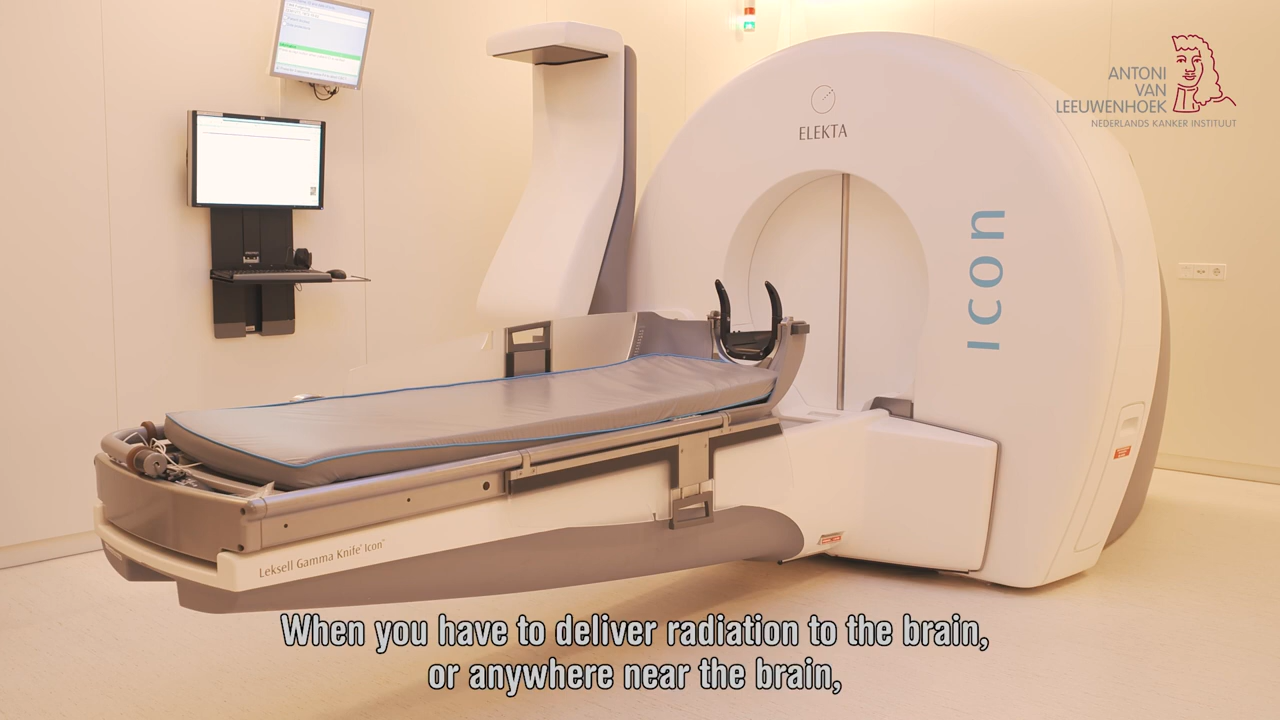 ANTONI
VAN
LEEUWENHOEK
NEDERLANDS KANKER INSTITUUT
ELEKTA
icon
Leksell Gamma Knife® Icon™
When you have to deliver radiation to the brain,
or anywhere near the brain,